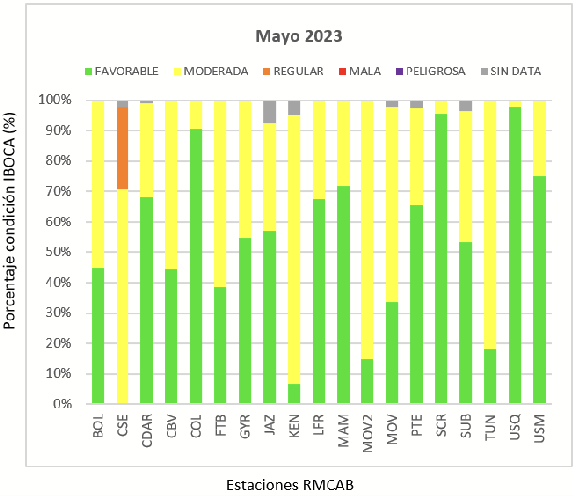 Mayo 2023
FAVORABLE MODERADA REGULAR MALA PELIGROSA SIN DATA
Porcentaje condición IBOCA (%)
100%
90%
80%
70%
60%
50%
40%
30%
20%
10%
0%
BOL CSE CDAR CBV COL FTB GYR JAZ KEN LFR MAM MOV2 MOV PTE SCR SUB TUN USQ USM
Estaciones RMCAB